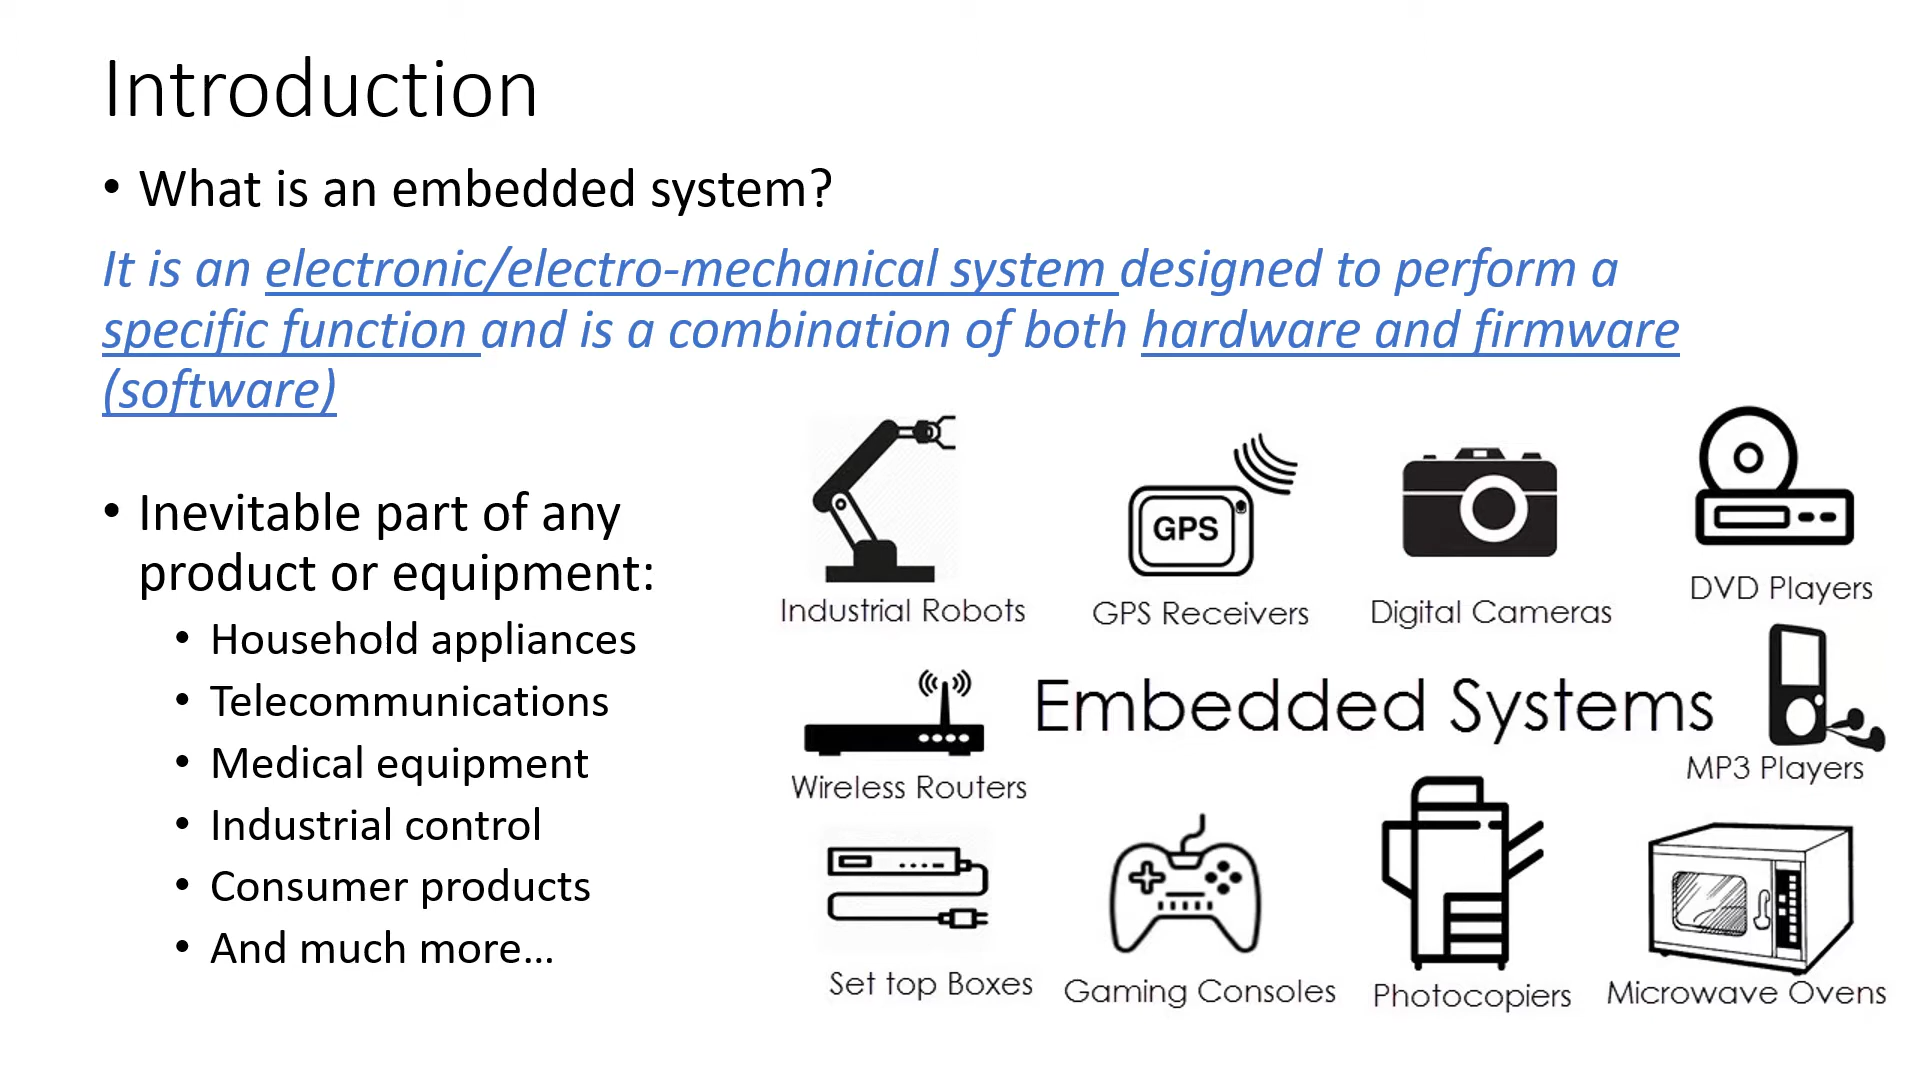 Introduction
• What is an embedded system?
It is an electronic/electro-mechanical system designed to perform a
specific function and is a combination of both hardware and firmware
(software)
• Inevitable part of any
product or equipment:
• Household appliances
• Telecommunications
• Medical equipment
• Industrial control
• Consumer products
• And much more...
GPS
Industrial Robots
GPS Receivers
Digital Cameras
DVD Players
Embedded Systems
Wireless Routers
MP3 Players
Set top Boxes
Gaming Consoles
Photocopiers
Microwave Ovens